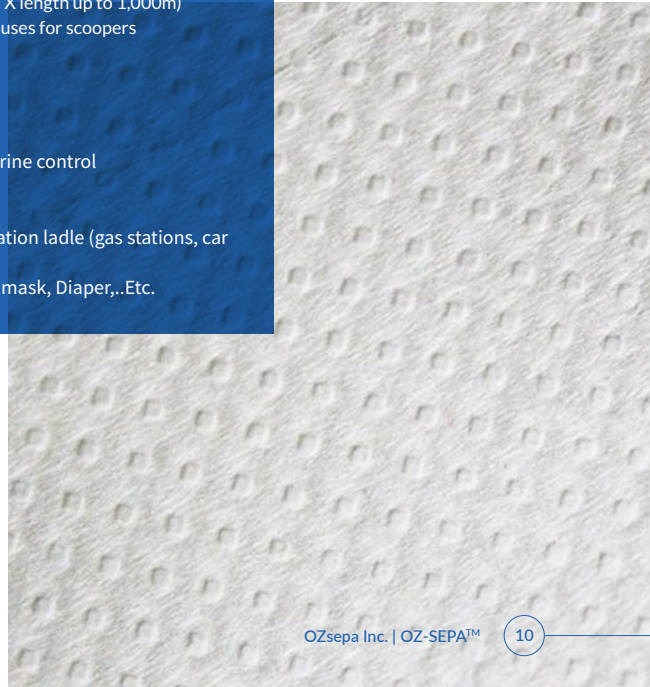 X length up to 1,000m)
uses for scoopers
rine control
ation ladle (gas stations, car
mask, Diaper,..Etc.
OZsepa Inc. | OZ-SEPA™ 10